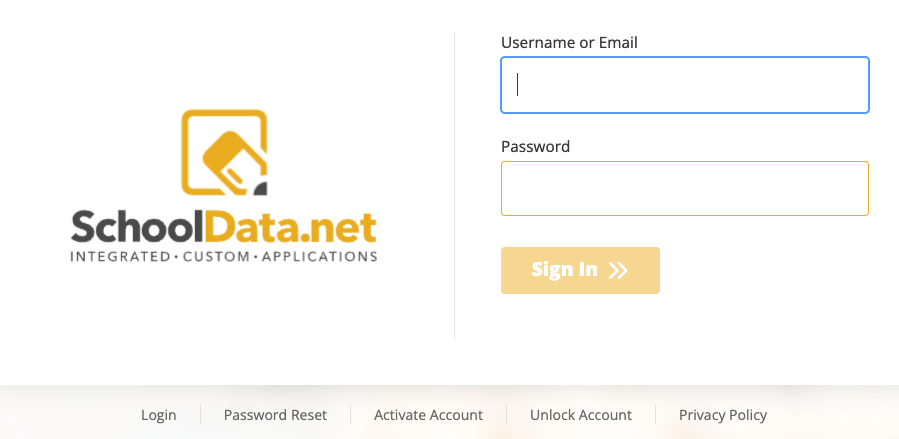 SchoolData.net
INTEGRATED · CUSTOM · APPLICATIONS
Username or Email
Password
Sign In
Login
Password Reset
Activate Account
Unlock Account
Privacy Policy